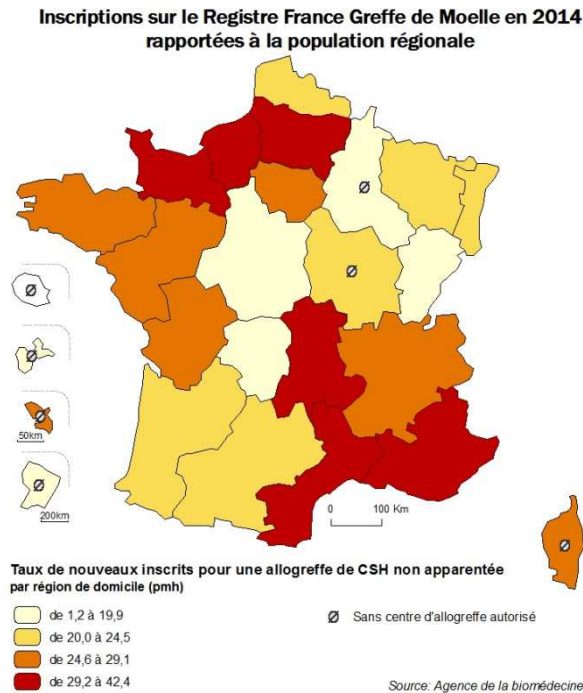 Inscriptions sur le Registre France Greffe de Moelle en 2014
rapportées à la population régionale
50km
200km
0 100 Km
Taux de nouveaux inscrits pour une allogreffe de CSH non apparentée
par région de domicile (pmh)
de 1,2 à 19,9
de 20,0 à 24,5
de 24,6 à 29,1
de 29,2 à 42,4
Sans centre d'allogreffe autorisé
Source: Agence de la biomédecine